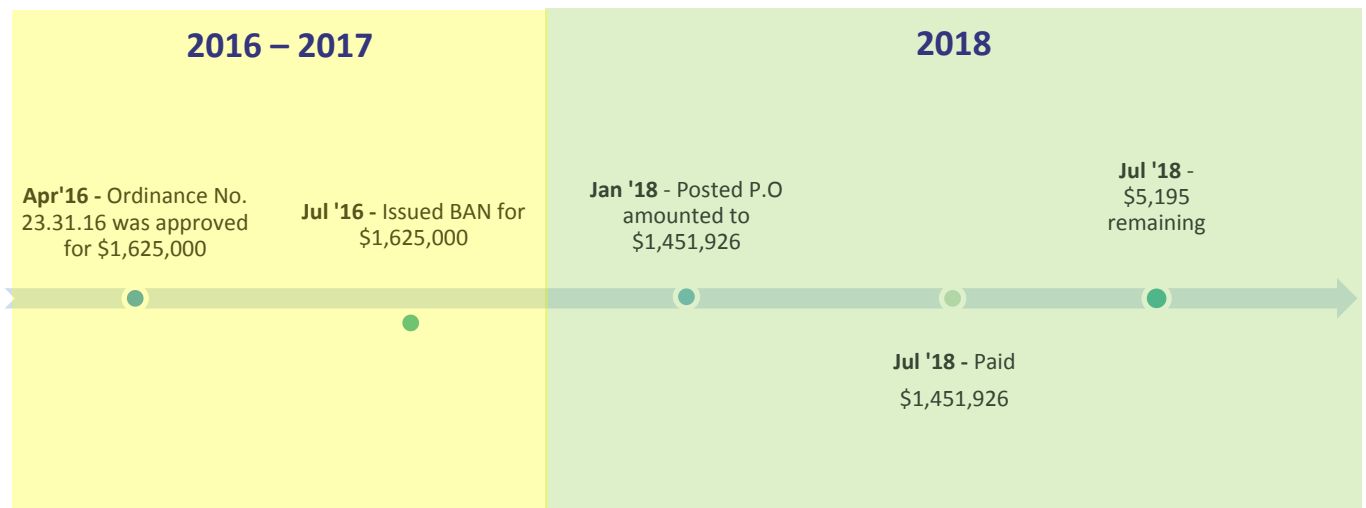 2016 – 2017
2018
Apr'16 - Ordinance No.
23.31.16 was approved
for $1,625,000
Jul '16 - Issued BAN for
$1,625,000
Jan '18 - Posted P.O
amounted to
$1,451,926
Jul '18 - Paid
$1,451,926
Jul '18 -
$5,195
remaining